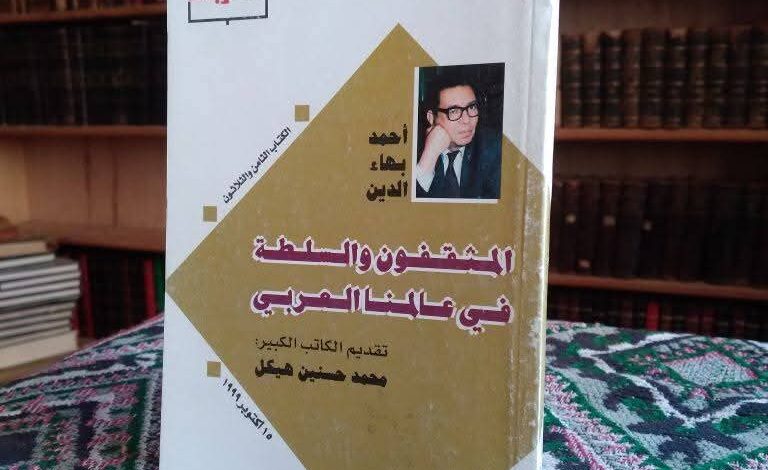 الكتاب الثامن والثلاثون
أحمد
بهاء
الدين
المثقفون والسلطة
في عالمنا العربي
تقديم الكاتب الكبير:
محمد حسنين هيكل
١٥ أكتوبر ١٩٩٩